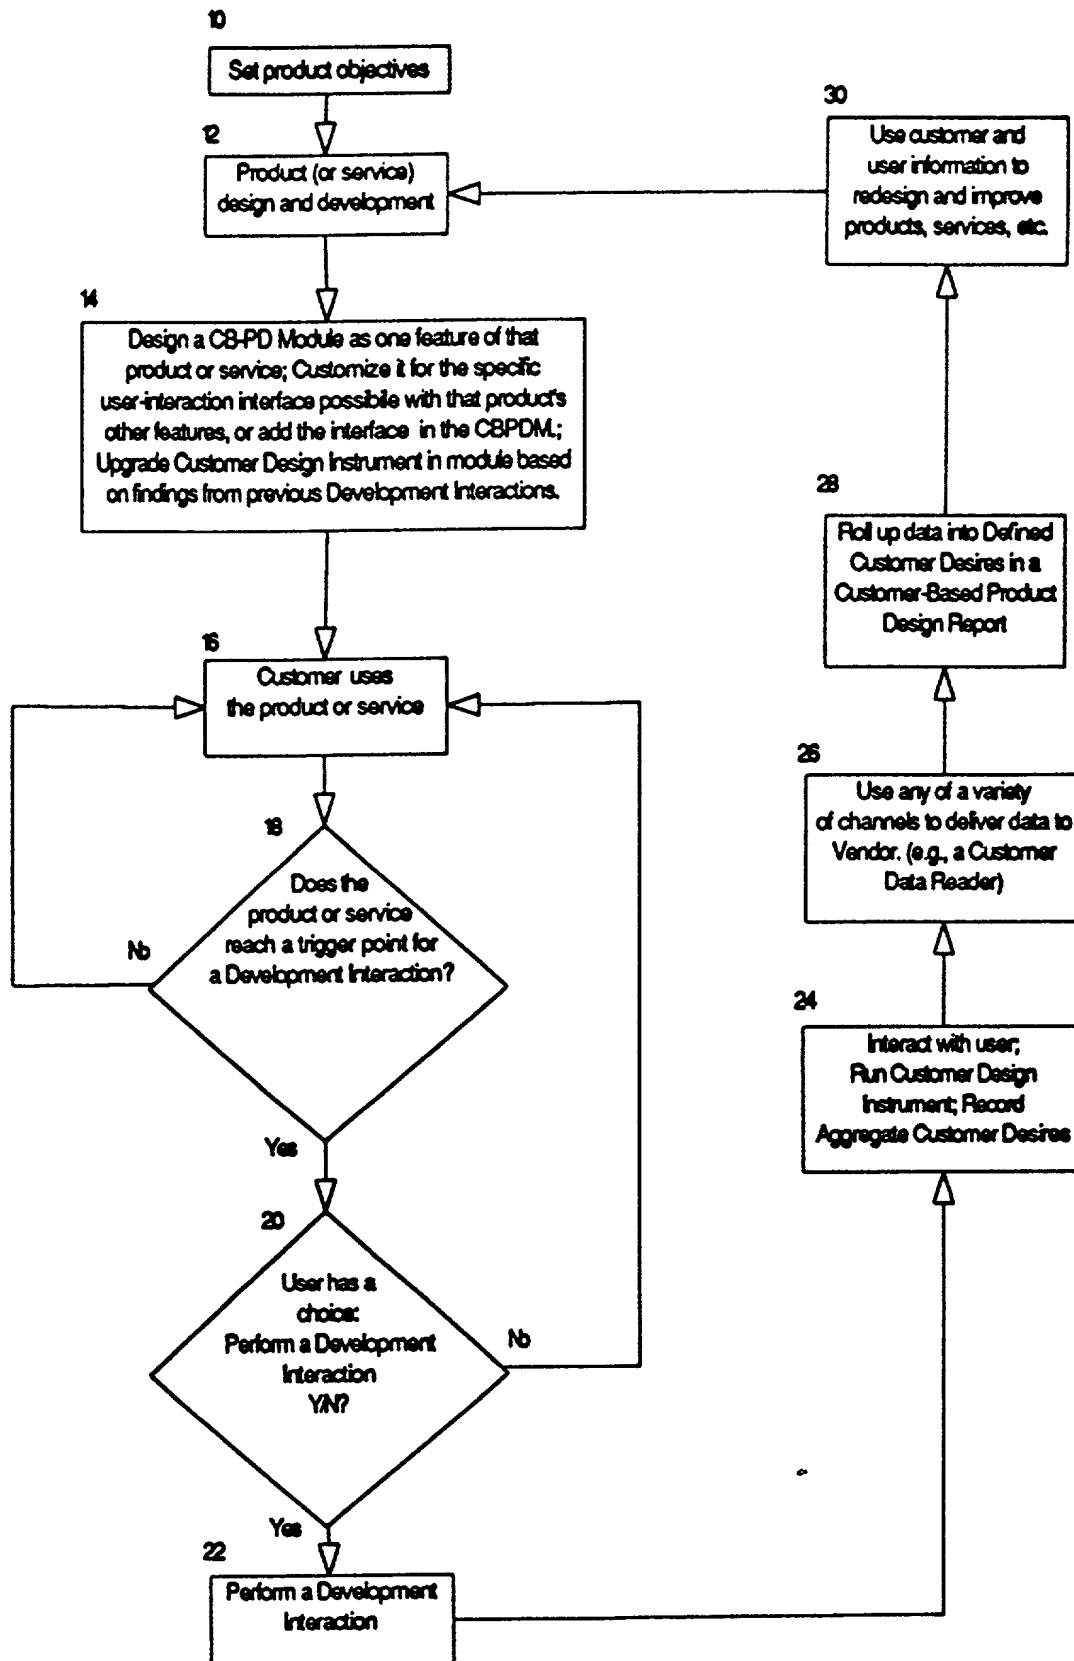 10
Set product objectives
12
Product (or service)
design and development
14
Design a CB-PD Module as one feature of that
product or service; Customize it for the specific
user-interaction interface possibile with that product's
other features, or add the interface in the CBPDM.;
Upgrade Customer Design Instrument in module based
on findings from previous Development Interactions.
16
Customer uses
the product or service
18
Does the
product or service
reach a trigger point for
a Development Interaction?
No
Yes
20
User has a
choice:
Perform a Development
Interaction
Y/N?
No
Yes
22
Perform a Development
Interaction
24
Interact with user;
Run Customer Design
Instrument; Record
Aggregate Customer Desires
26
Use any of a variety
of channels to deliver data to
Vendor. (e.g., a Customer
Data Reader)
28
Roll up data into Defined
Customer Desires in a
Customer-Based Product
Design Report
30
Use customer and
user information to
redesign and improve
products, services, etc.